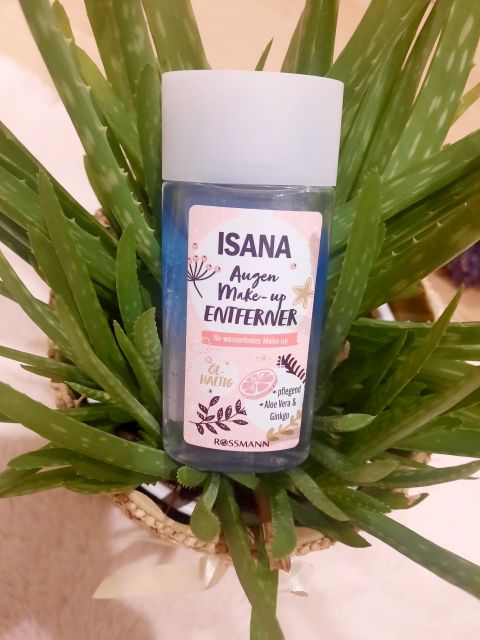 ISANA
Augen
Make-up
ENTFERNER
für wasserfestes Make-up
ÖL-
HALTIG
+ pflegend
+ Aloe Vera &
Ginkgo
ROSSMANN